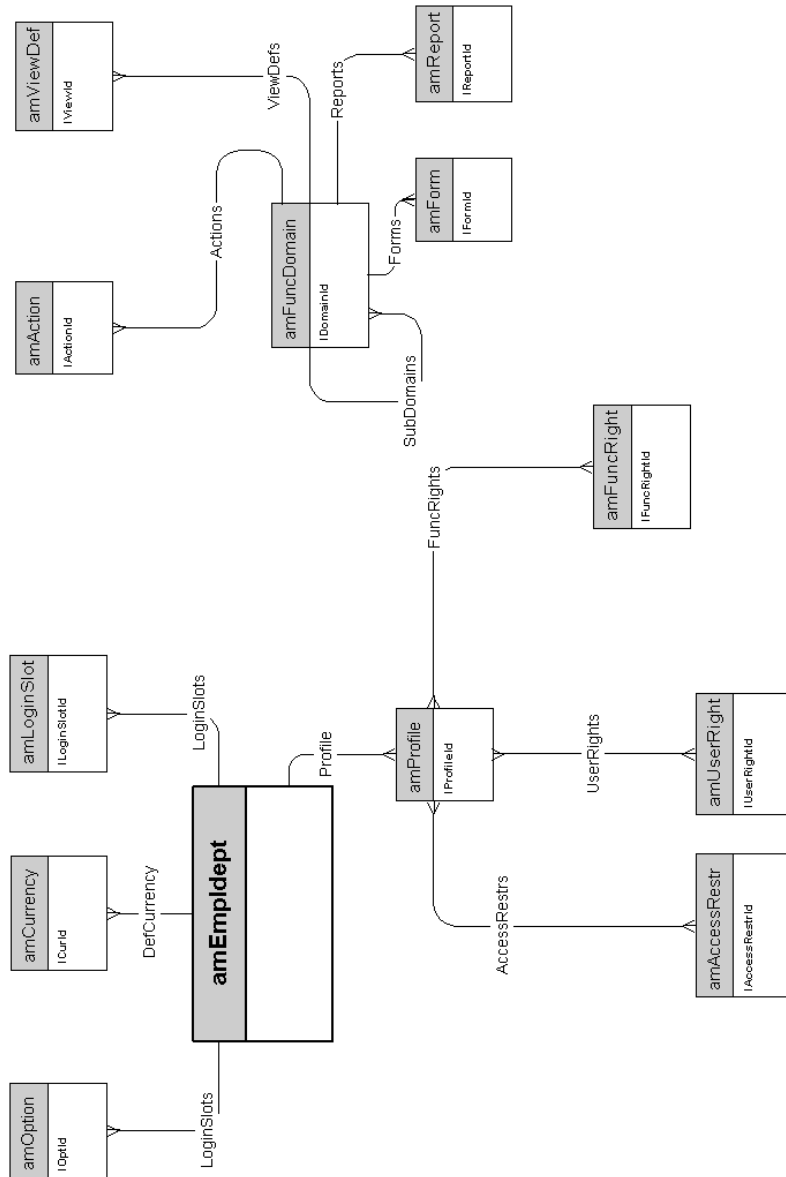 amOption
lOptId
LoginSlots
amCurrency
lCurId
DefCurrency
amLoginSlot
lLoginSlotId
LoginSlots
amEmpldept
Profile
amProfile
lProfileId
AccessRestrs
amAccessRestr
lAccessRestrId
UserRights
amUserRight
lUserRightId
FuncRights
amFuncRight
lFuncRightId
amAction
lActionId
Actions
amViewDef
lViewId
ViewDefs
amFuncDomain
lDomainId
SubDomains
Forms
amForm
lFormId
Reports
amReport
lReportId